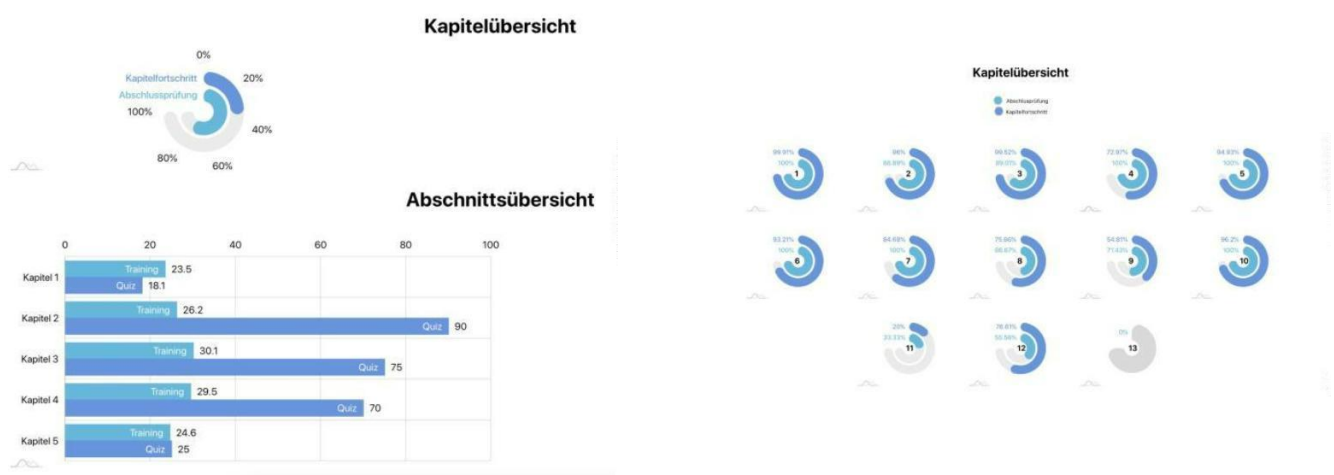 Kapitelübersicht
0%
Kapitelfortschritt 20%
Abschlussprüfung
100%
40%
80%
60%
Abschnittsübersicht
0 20 40 60 80 100
Kapitel 1
Training 23.5
Quiz 18.1
Kapitel 2
Training 26.2
Quiz 90
Kapitel 3
Training 30.1
Quiz 75
Kapitel 4
Training 29.5
Quiz 70
Kapitel 5
Training 24.6
Quiz 25
Kapitelübersicht
Abschlussprüfung
Kapitelfortschritt
100%
1
2
3
72.97%
100%
4
100%
5
100%
6
100%
7
8
9
100%
10
11
12
0%
13